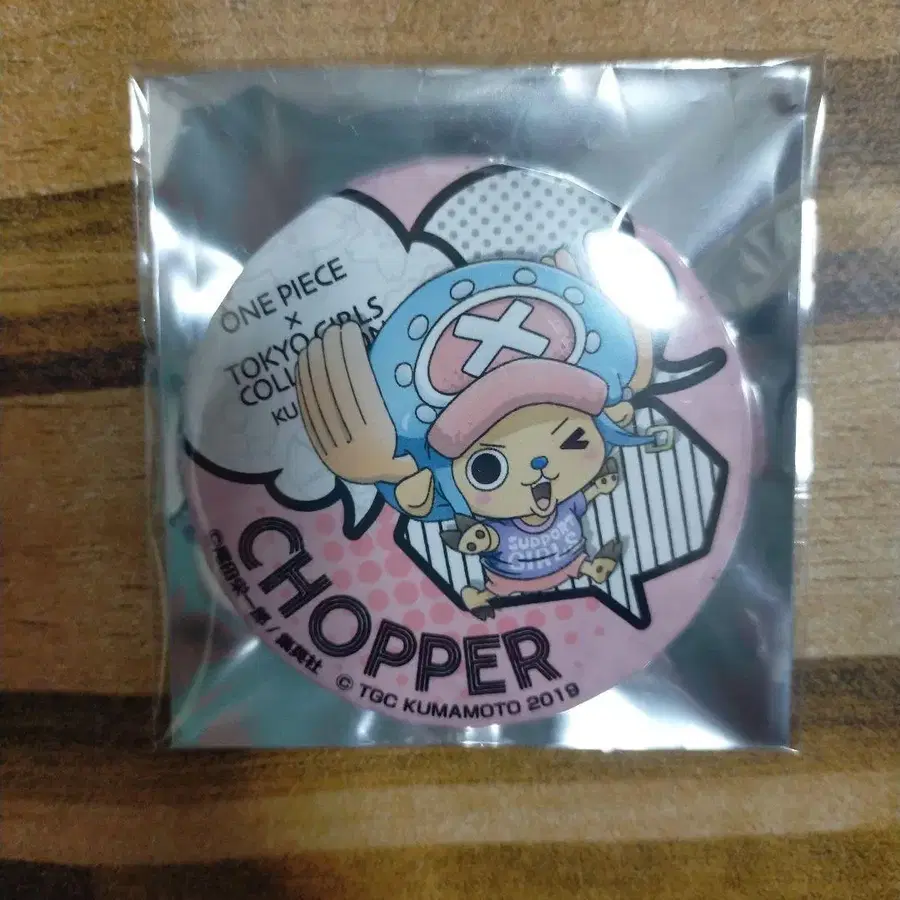 ONE PIECE
×
TOKYO GIRLS
COLL
KU
SUPPORT
GIRLS
CHOPPER
©尾田栄一郎/集英社
© TGC KUMAMOTO 2019